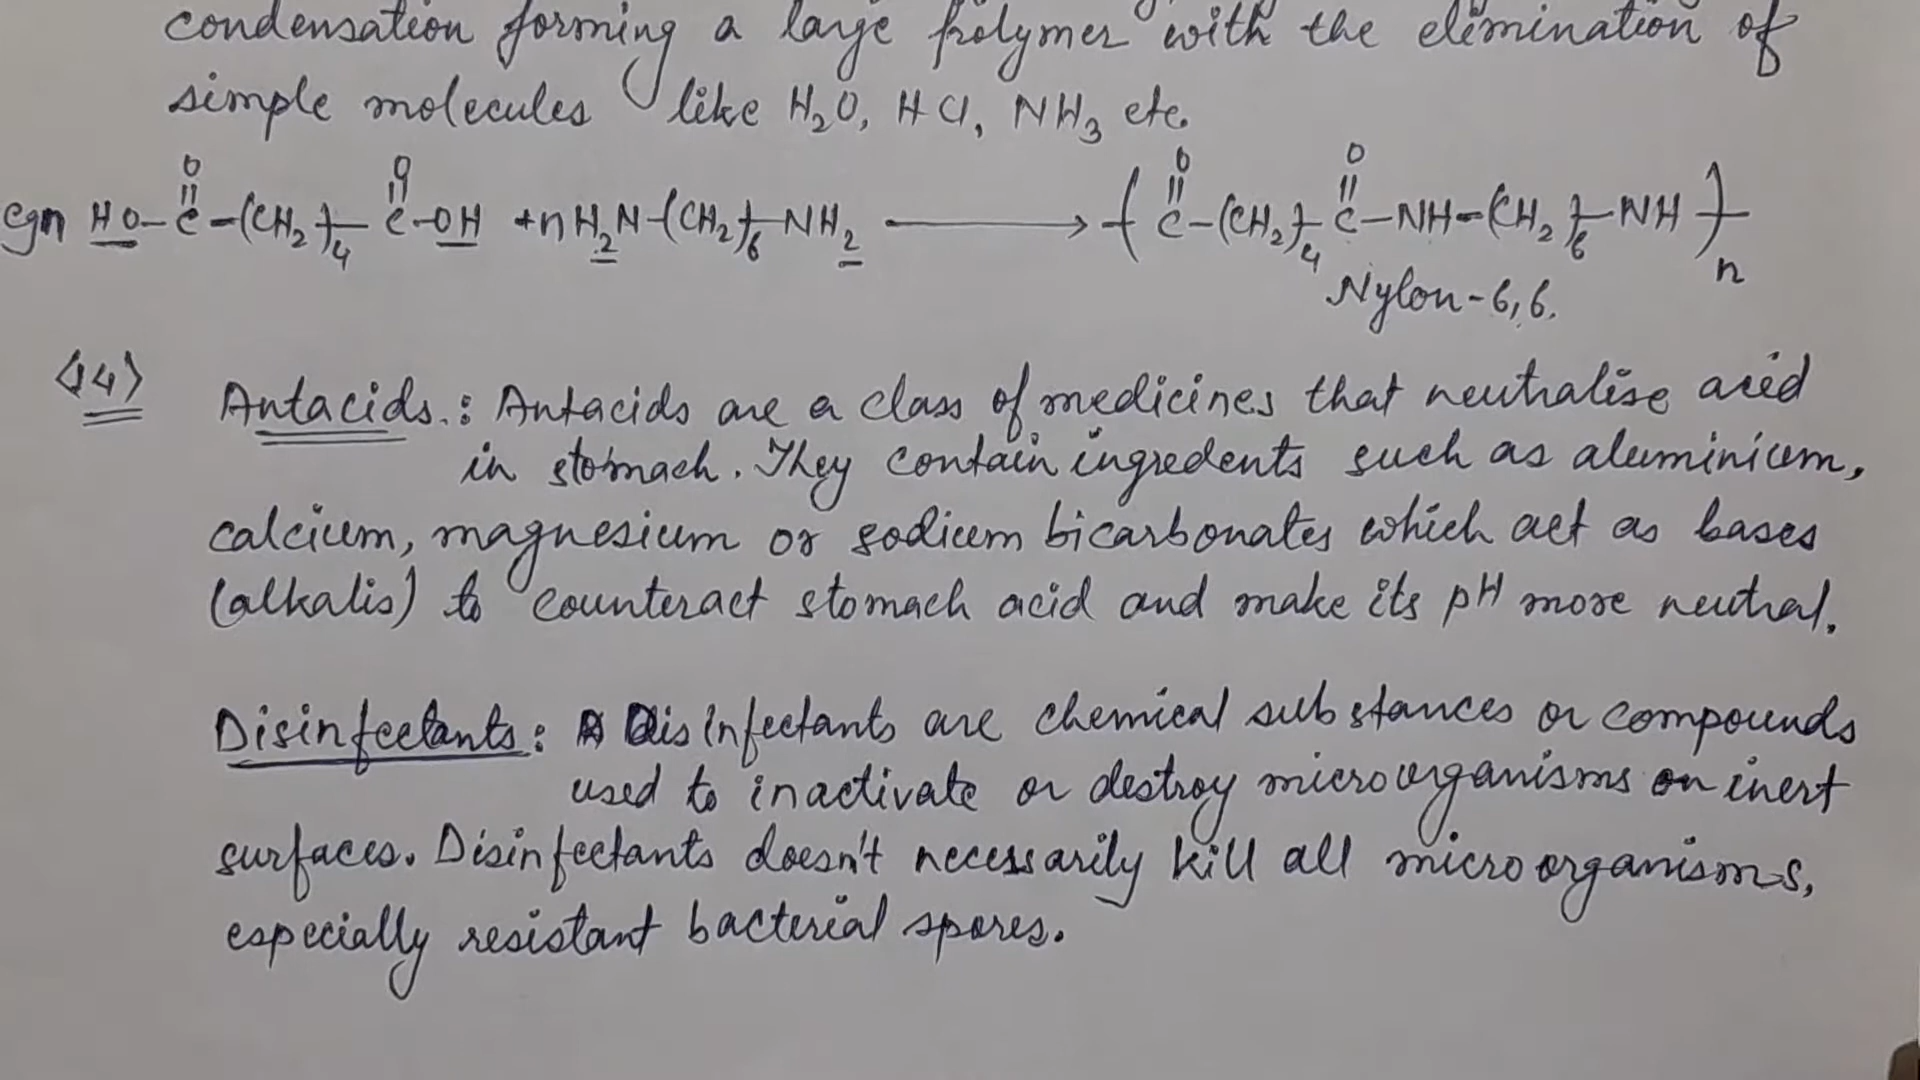 condensation forming a large polymer with the elimination of
simple molecules like H₂O, HCl, NH₃ etc.
O O O O
eg n HO-C-(CH₂)₄-C-OH + n H₂N-(CH₂)₆-NH₂ ⟶ ( C-(CH₂)₄-C-NH-(CH₂)₆-NH )n
Nylon-6,6.
<14> Antacids.: Antacids are a class of medicines that neutralise acid
in stomach. They contain ingredents such as aluminium,
calcium, magnesium or sodium bicarbonates which act as bases
(alkalis) to counteract stomach acid and make its pH more neutral.
Disinfectants: Disinfectants are chemical substances or compounds
used to inactivate or destroy microorganisms on inert
surfaces. Disinfectants doesn't necessarily kill all microorganisms,
especially resistant bacterial spores.